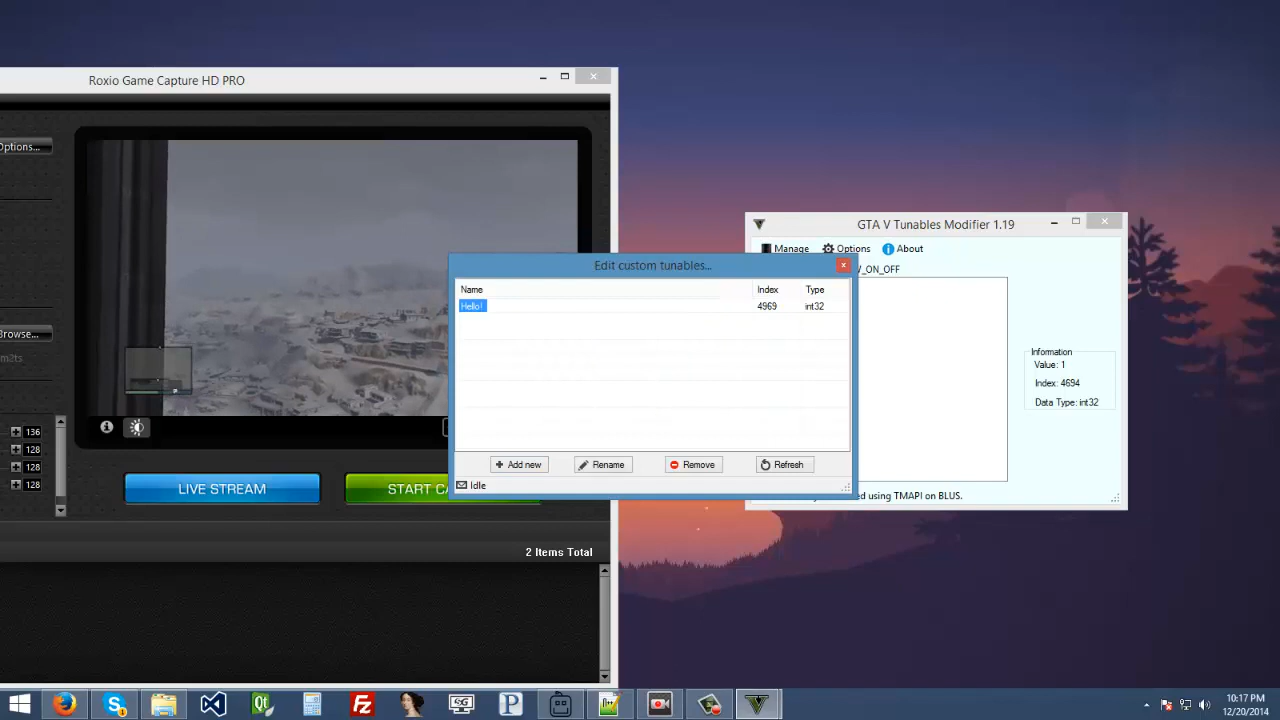 Roxio Game Capture HD PRO
Options...
Browse...
136
128
128
128
LIVE STREAM
START
2 Items Total
GTA V Tunables Modifier 1.19
Manage
Options
About
W_ON_OFF
Information
Value: 1
Index: 4694
Data Type: int32
using TMAPI on BLUS.
Edit custom tunables...
Name
Index
Type
Hello!
4969
int32
Add new
Rename
Remove
Refresh
Idle
10:17 PM
12/20/2014